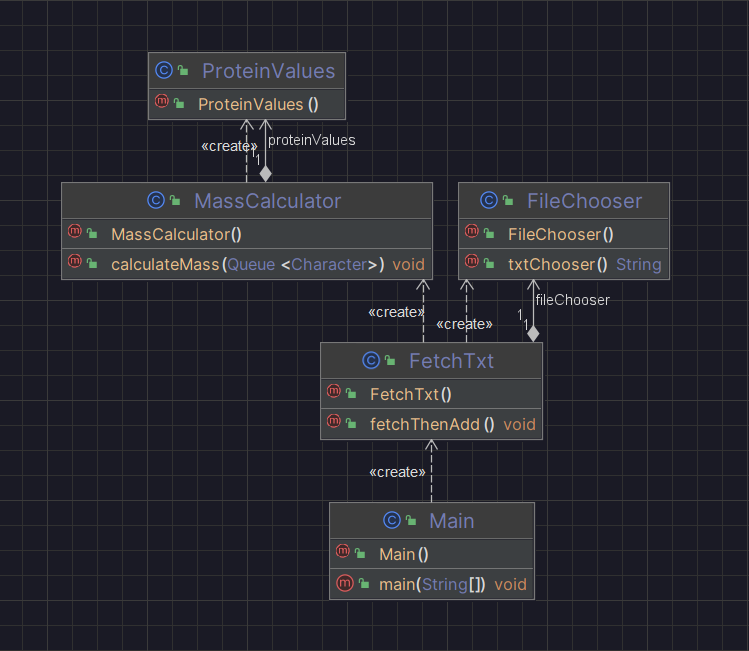 ProteinValues
ProteinValues ()
«create»
proteinValues
1
1
MassCalculator
MassCalculator()
calculateMass(Queue <Character>) void
FileChooser
FileChooser()
txtChooser() String
«create»
«create»
fileChooser
1
1
FetchTxt
FetchTxt()
fetchThenAdd () void
«create»
Main
Main()
main(String[]) void